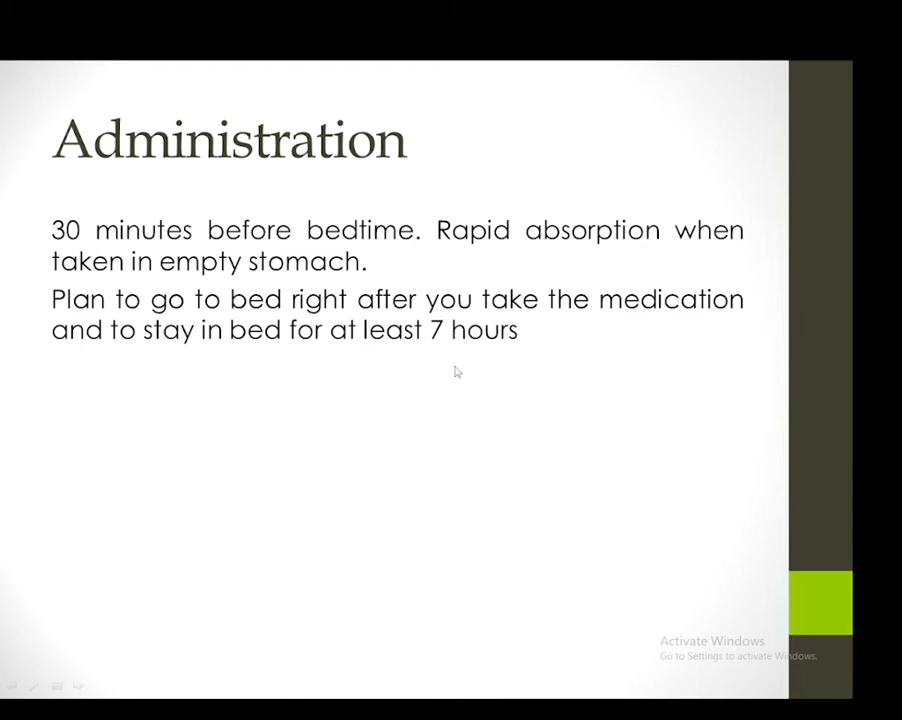 Administration
30 minutes before bedtime. Rapid absorption when
taken in empty stomach.
Plan to go to bed right after you take the medication
and to stay in bed for at least 7 hours
Activate Windows
Go to Settings to activate Windows.